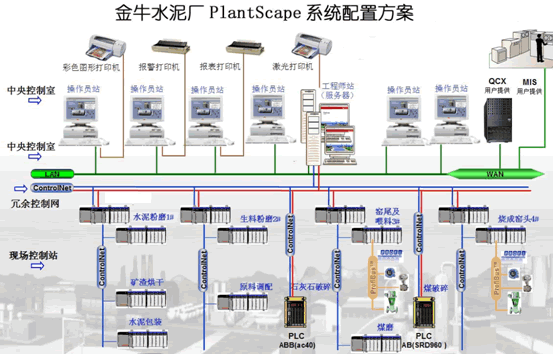 金牛水泥厂 PlantScape 系统配置方案
彩色图形打印机
报警打印机
报表打印机
激光打印机
中央控制室
操作员站
操作员站
操作员站
操作员站
工程师站
(服务器)
操作员站
操作员站
QCX
用户提供
MIS
用户提供
中央控制室
LAN
WAN
ControlNet
冗余控制网
水泥粉磨1#
生料粉磨2#
窑尾及
喂料3#
烧成窑头4#
ControlNet
ControlNet
ControlNet
ControlNet
ControlNet
ProfiBus
ProfiBus
现场控制站
矿渣烘干
原料调配
石灰石破碎
煤破碎
水泥包装
PLC
ABB(ac40)
煤磨
PLC
AB(SRD960)